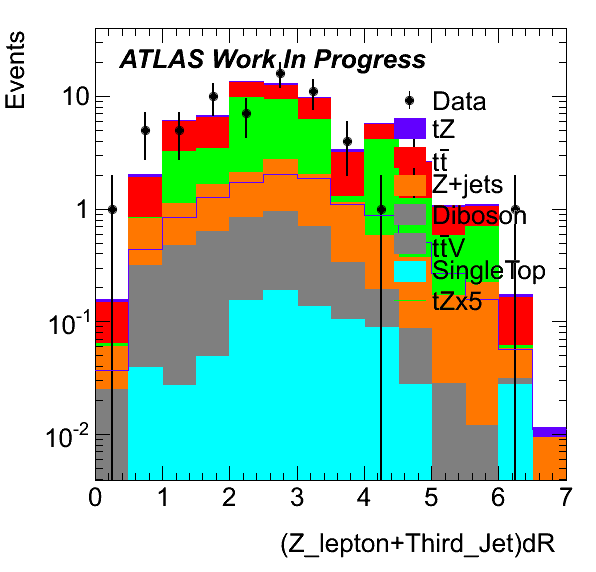 Events
ATLAS Work In Progress
10
1
10⁻¹
10⁻²
Data
tZ
tt̄
Z+jets
Diboson
tt̄V
SingleTop
tZx5
0 1 2 3 4 5 6 7
(Z_lepton+Third_Jet)dR